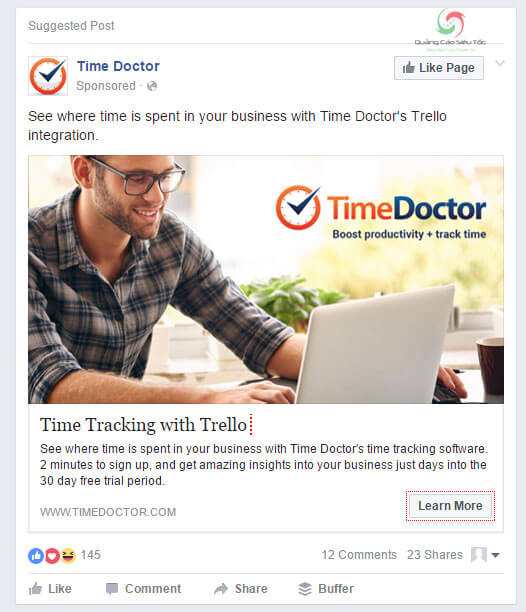 Suggested Post
Quảng Cáo Siêu Tốc
Time Doctor
Like Page
Sponsored ·
See where time is spent in your business with Time Doctor's Trello
integration.
TimeDoctor
Boost productivity + track time
Time Tracking with Trello
See where time is spent in your business with Time Doctor's time tracking software.
2 minutes to sign up, and get amazing insights into your business just days into the
30 day free trial period.
Learn More
WWW.TIMEDOCTOR.COM
145
12 Comments 23 Shares
Like Comment Share Buffer